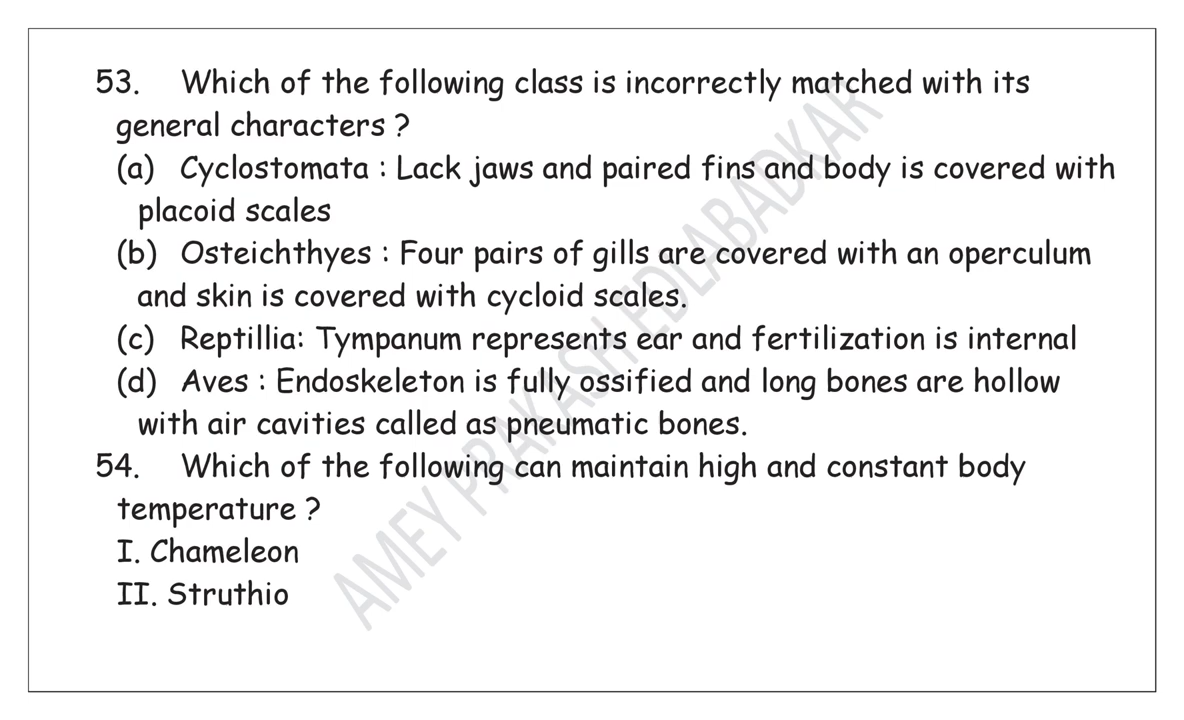 53. Which of the following class is incorrectly matched with its
general characters ?
(a) Cyclostomata : Lack jaws and paired fins and body is covered with
placoid scales
(b) Osteichthyes : Four pairs of gills are covered with an operculum
and skin is covered with cycloid scales.
(c) Reptillia: Tympanum represents ear and fertilization is internal
(d) Aves : Endoskeleton is fully ossified and long bones are hollow
with air cavities called as pneumatic bones.
54. Which of the following can maintain high and constant body
temperature ?
I. Chameleon
II. Struthio
AMEY PRAKASH EDLABADKAR